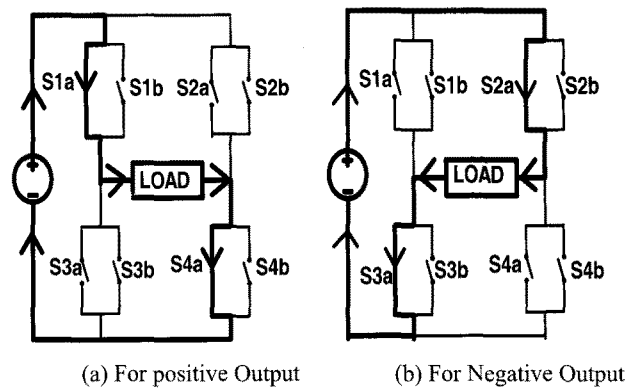 S1a S1b S2a S2b
+
LOAD
-
S3a S3b S4a S4b
(a) For positive Output
S1a S1b S2a S2b
+
LOAD
-
S3a S3b S4a S4b
(b) For Negative Output